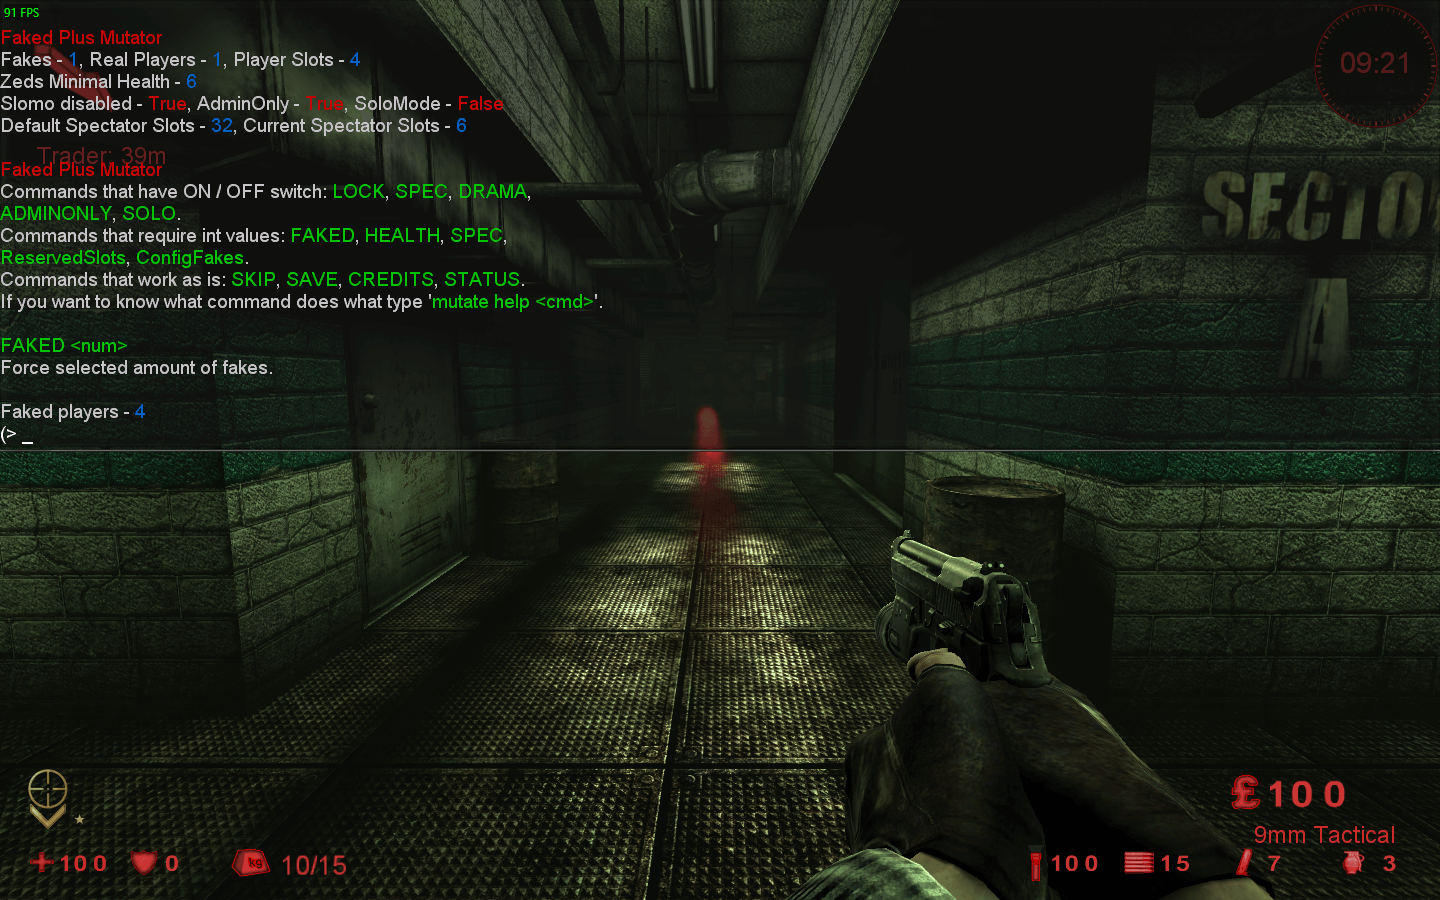 91 FPS
Faked Plus Mutator
Fakes - 1, Real Players - 1, Player Slots - 4
Zeds Minimal Health - 6
Slomo disabled - True, AdminOnly - True, SoloMode - False
Default Spectator Slots - 32, Current Spectator Slots - 6
Trader: 39m
Faked Plus Mutator
Commands that have ON / OFF switch: LOCK, SPEC, DRAMA,
ADMINONLY, SOLO.
Commands that require int values: FAKED, HEALTH, SPEC,
ReservedSlots, ConfigFakes.
Commands that work as is: SKIP, SAVE, CREDITS, STATUS.
If you want to know what command does what type 'mutate help <cmd>'.
FAKED <num>
Force selected amount of fakes.
Faked players - 4
(> _
09:21
SECTO
A
100
0
kg
10/15
£ 100
9mm Tactical
100
15
7
3